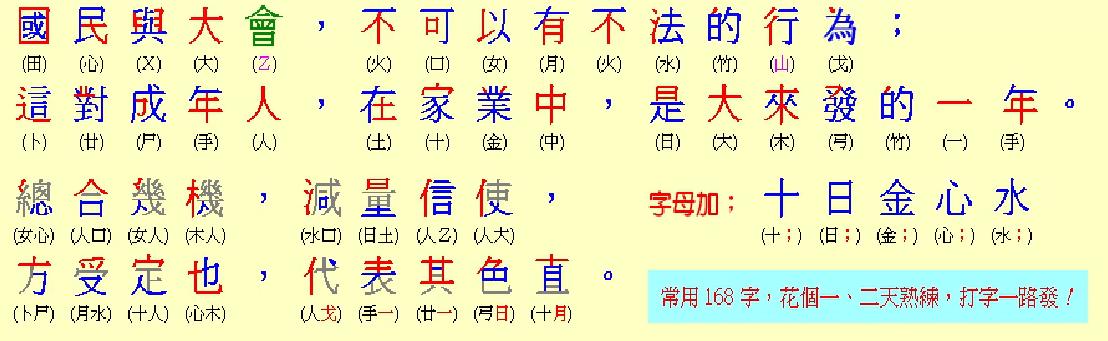 國民與大會，不可以有不法的行為；
(田) (心) (X) (大) (Z) (火) (口) (女) (月) (火) (水) (竹) (山) (戈)
這對成年人，在家業中，是大來發的一年。
(卜) (廿) (尸) (手) (人) (土) (十) (金) (中) (日) (大) (木) (弓) (竹) (一) (手)
總合幾機，減量信使， 字母加； 十日金心水
(女心) (人口) (女人) (木人) (水口) (日土) (人乙) (人大) (十；) (日；) (金；) (心；) (水；)
方受定也，代表其色直。
(卜尸) (月水) (十人) (心木) (人戈) (手一) (廿一) (弓日) (十月)
常用168字，花個一、二天熟練，打字一路發！